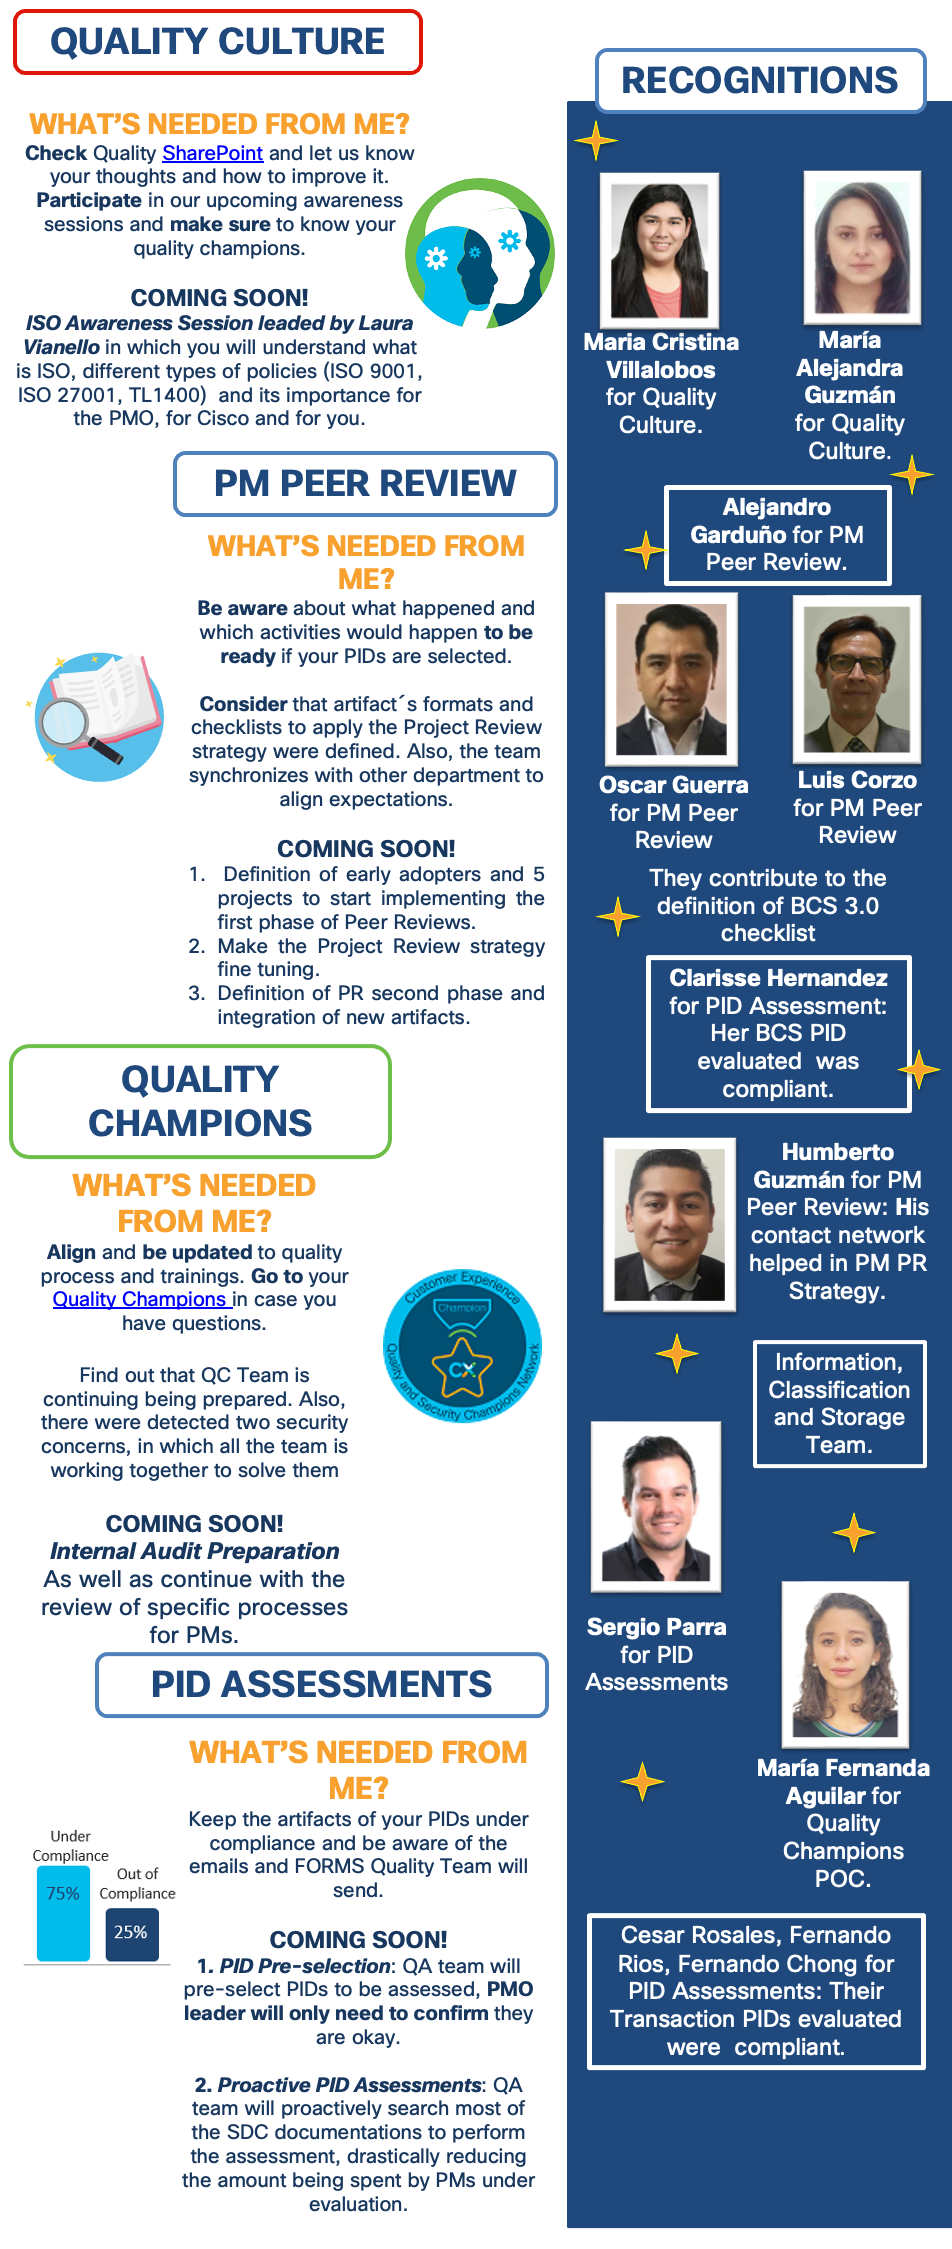 QUALITY CULTURE
WHAT'S NEEDED FROM ME?
Check Quality SharePoint and let us know
your thoughts and how to improve it.
Participate in our upcoming awareness
sessions and make sure to know your
quality champions.
COMING SOON!
ISO Awareness Session leaded by Laura
Vianello in which you will understand what
is ISO, different types of policies (ISO 9001,
ISO 27001, TL1400)  and its importance for
the PMO, for Cisco and for you.
PM PEER REVIEW
WHAT'S NEEDED FROM
ME?
Be aware about what happened and
which activities would happen to be
ready if your PIDs are selected.
Consider that artifact´s formats and
checklists to apply the Project Review
strategy were defined. Also, the team
synchronizes with other department to
align expectations.
COMING SOON!
1. Definition of early adopters and 5
projects to start implementing the
first phase of Peer Reviews.
2. Make the Project Review strategy
fine tuning.
3. Definition of PR second phase and
integration of new artifacts.
QUALITY
CHAMPIONS
WHAT'S NEEDED
FROM ME?
Align and be updated to quality
process and trainings. Go to your
Quality Champions in case you
have questions.
Find out that QC Team is
continuing being prepared. Also,
there were detected two security
concerns, in which all the team is
working together to solve them
Customer Experience
Champion
CX
Quality and Security Champions Network
COMING SOON!
Internal Audit Preparation
As well as continue with the
review of specific processes
for PMs.
PID ASSESSMENTS
WHAT'S NEEDED FROM
ME?
Keep the artifacts of your PIDs under
compliance and be aware of the
emails and FORMS Quality Team will
send.
Under
Compliance
75%
Out of
Compliance
25%
COMING SOON!
1. PID Pre-selection: QA team will
pre-select PIDs to be assessed, PMO
leader will only need to confirm they
are okay.
2. Proactive PID Assessments: QA
team will proactively search most of
the SDC documentations to perform
the assessment, drastically reducing
the amount being spent by PMs under
evaluation.
RECOGNITIONS
Maria Cristina
Villalobos
for Quality
Culture.
María
Alejandra
Guzmán
for Quality
Culture.
Alejandro
Garduño for PM
Peer Review.
Oscar Guerra
for PM Peer
Review
Luis Corzo
for PM Peer
Review
They contribute to the
definition of BCS 3.0
checklist
Clarisse Hernandez
for PID Assessment:
Her BCS PID
evaluated  was
compliant.
Humberto
Guzmán for PM
Peer Review: His
contact network
helped in PM PR
Strategy.
Information,
Classification
and Storage
Team.
Sergio Parra
for PID
Assessments
María Fernanda
Aguilar for
Quality
Champions
POC.
Cesar Rosales, Fernando
Rios, Fernando Chong for
PID Assessments: Their
Transaction PIDs evaluated
were  compliant.